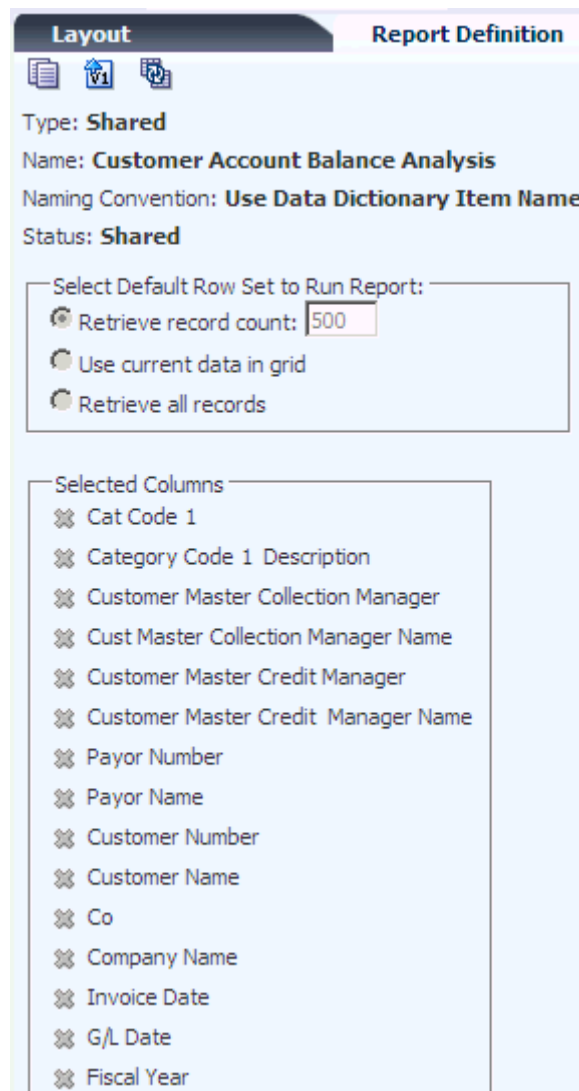 Layout
Report Definition
V1
Type: Shared
Name: Customer Account Balance Analysis
Naming Convention: Use Data Dictionary Item Name
Status: Shared
Select Default Row Set to Run Report:
Retrieve record count: 500
Use current data in grid
Retrieve all records
Selected Columns
Cat Code 1
Category Code 1 Description
Customer Master Collection Manager
Cust Master Collection Manager Name
Customer Master Credit Manager
Customer Master Credit Manager Name
Payor Number
Payor Name
Customer Number
Customer Name
Co
Company Name
Invoice Date
G/L Date
Fiscal Year